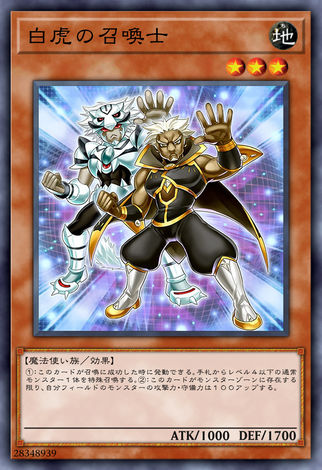 白虎の召喚士
地
ち
【魔法使い族／効果】
①：このカードが召喚に成功した時に発動できる。手札からレベル４以下の通常
モンスター１体を特殊召喚する。②：このカードがモンスターゾーンに存在する
限り、自分フィールドのモンスターの攻撃力・守備力は１００アップする。
ATK/1000 DEF/1700
28348939